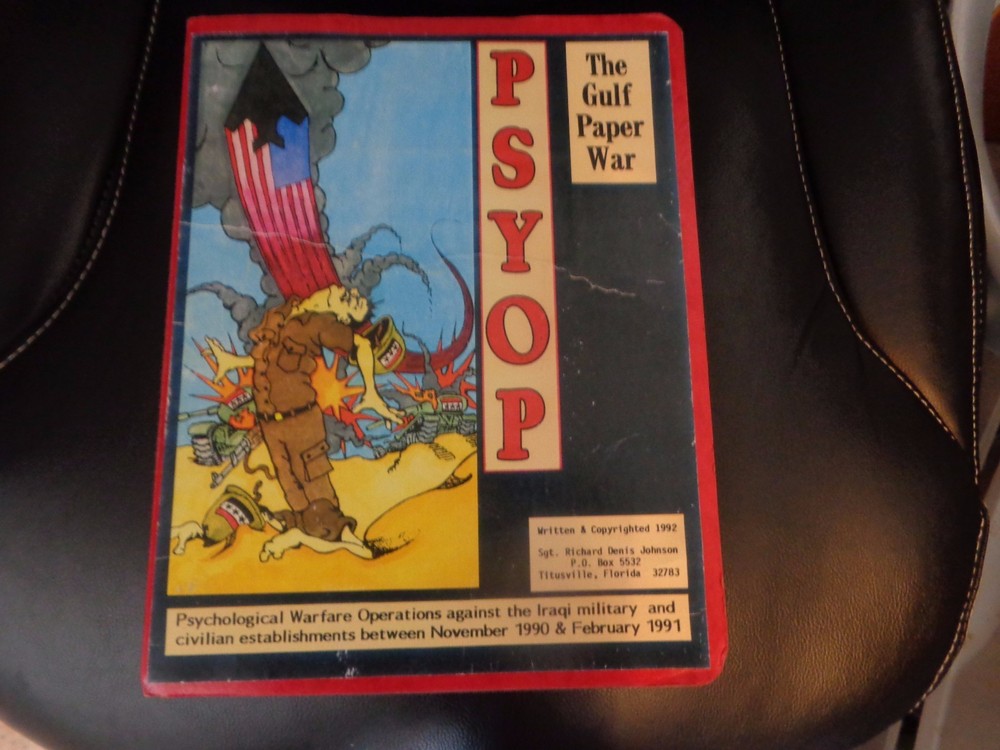 PSYOP
The
Gulf
Paper
War
Written & Copyrighted 1992
Sgt. Richard Denis Johnson
P.O. Box 5532
Titusville, Florida 32783
Psychological Warfare Operations against the Iraqi military and
civilian establishments between November 1990 & February 1991